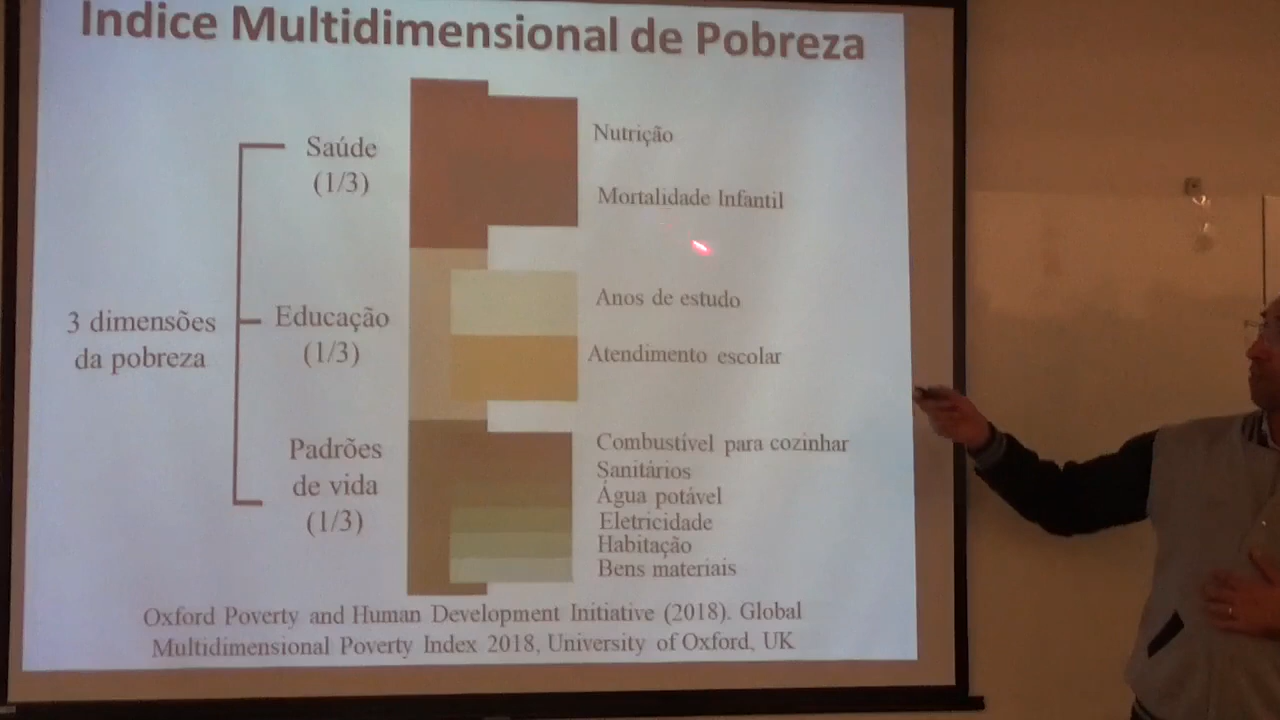 Índice Multidimensional de Pobreza
Saúde
(1/3)
Nutrição
Mortalidade Infantil
3 dimensões
da pobreza
Educação
(1/3)
Anos de estudo
Atendimento escolar
Padrões
de vida
(1/3)
Combustível para cozinhar
Sanitários
Água potável
Eletricidade
Habitação
Bens materiais
Oxford Poverty and Human Development Initiative (2018). Global
Multidimensional Poverty Index 2018, University of Oxford, UK